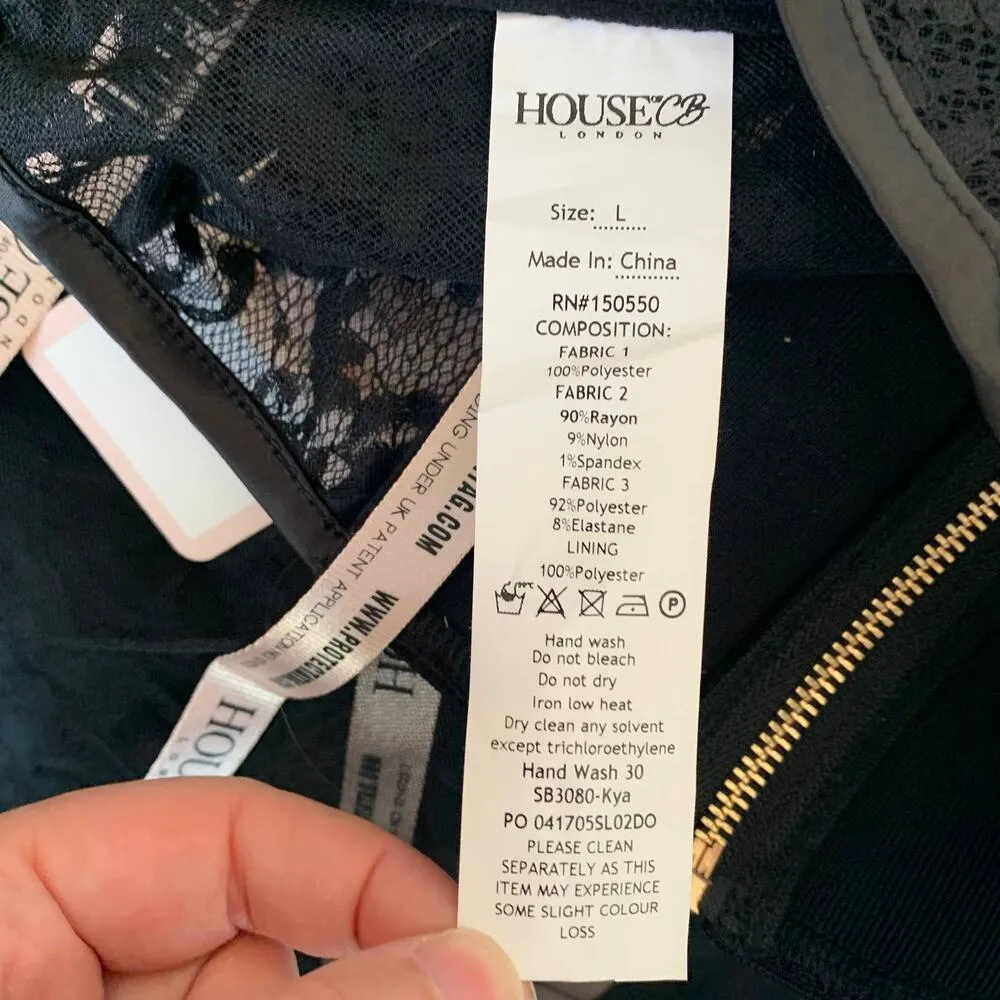 HOUSE OF CB
LONDON
Size: L
Made In: China
RN#150550
COMPOSITION:
FABRIC 1
100%Polyester
FABRIC 2
90%Rayon
9%Nylon
1%Spandex
FABRIC 3
92%Polyester
8%Elastane
LINING
100%Polyester
P
Hand wash
Do not bleach
Do not dry
Iron low heat
Dry clean any solvent
except trichloroethylene
Hand Wash 30
SB3080-Kya
PO 041705SL02DO
PLEASE CLEAN
SEPARATELY AS THIS
ITEM MAY EXPERIENCE
SOME SLIGHT COLOUR
LOSS
UNDER UK PATENT APPLICATION
TAG.COM
HOU